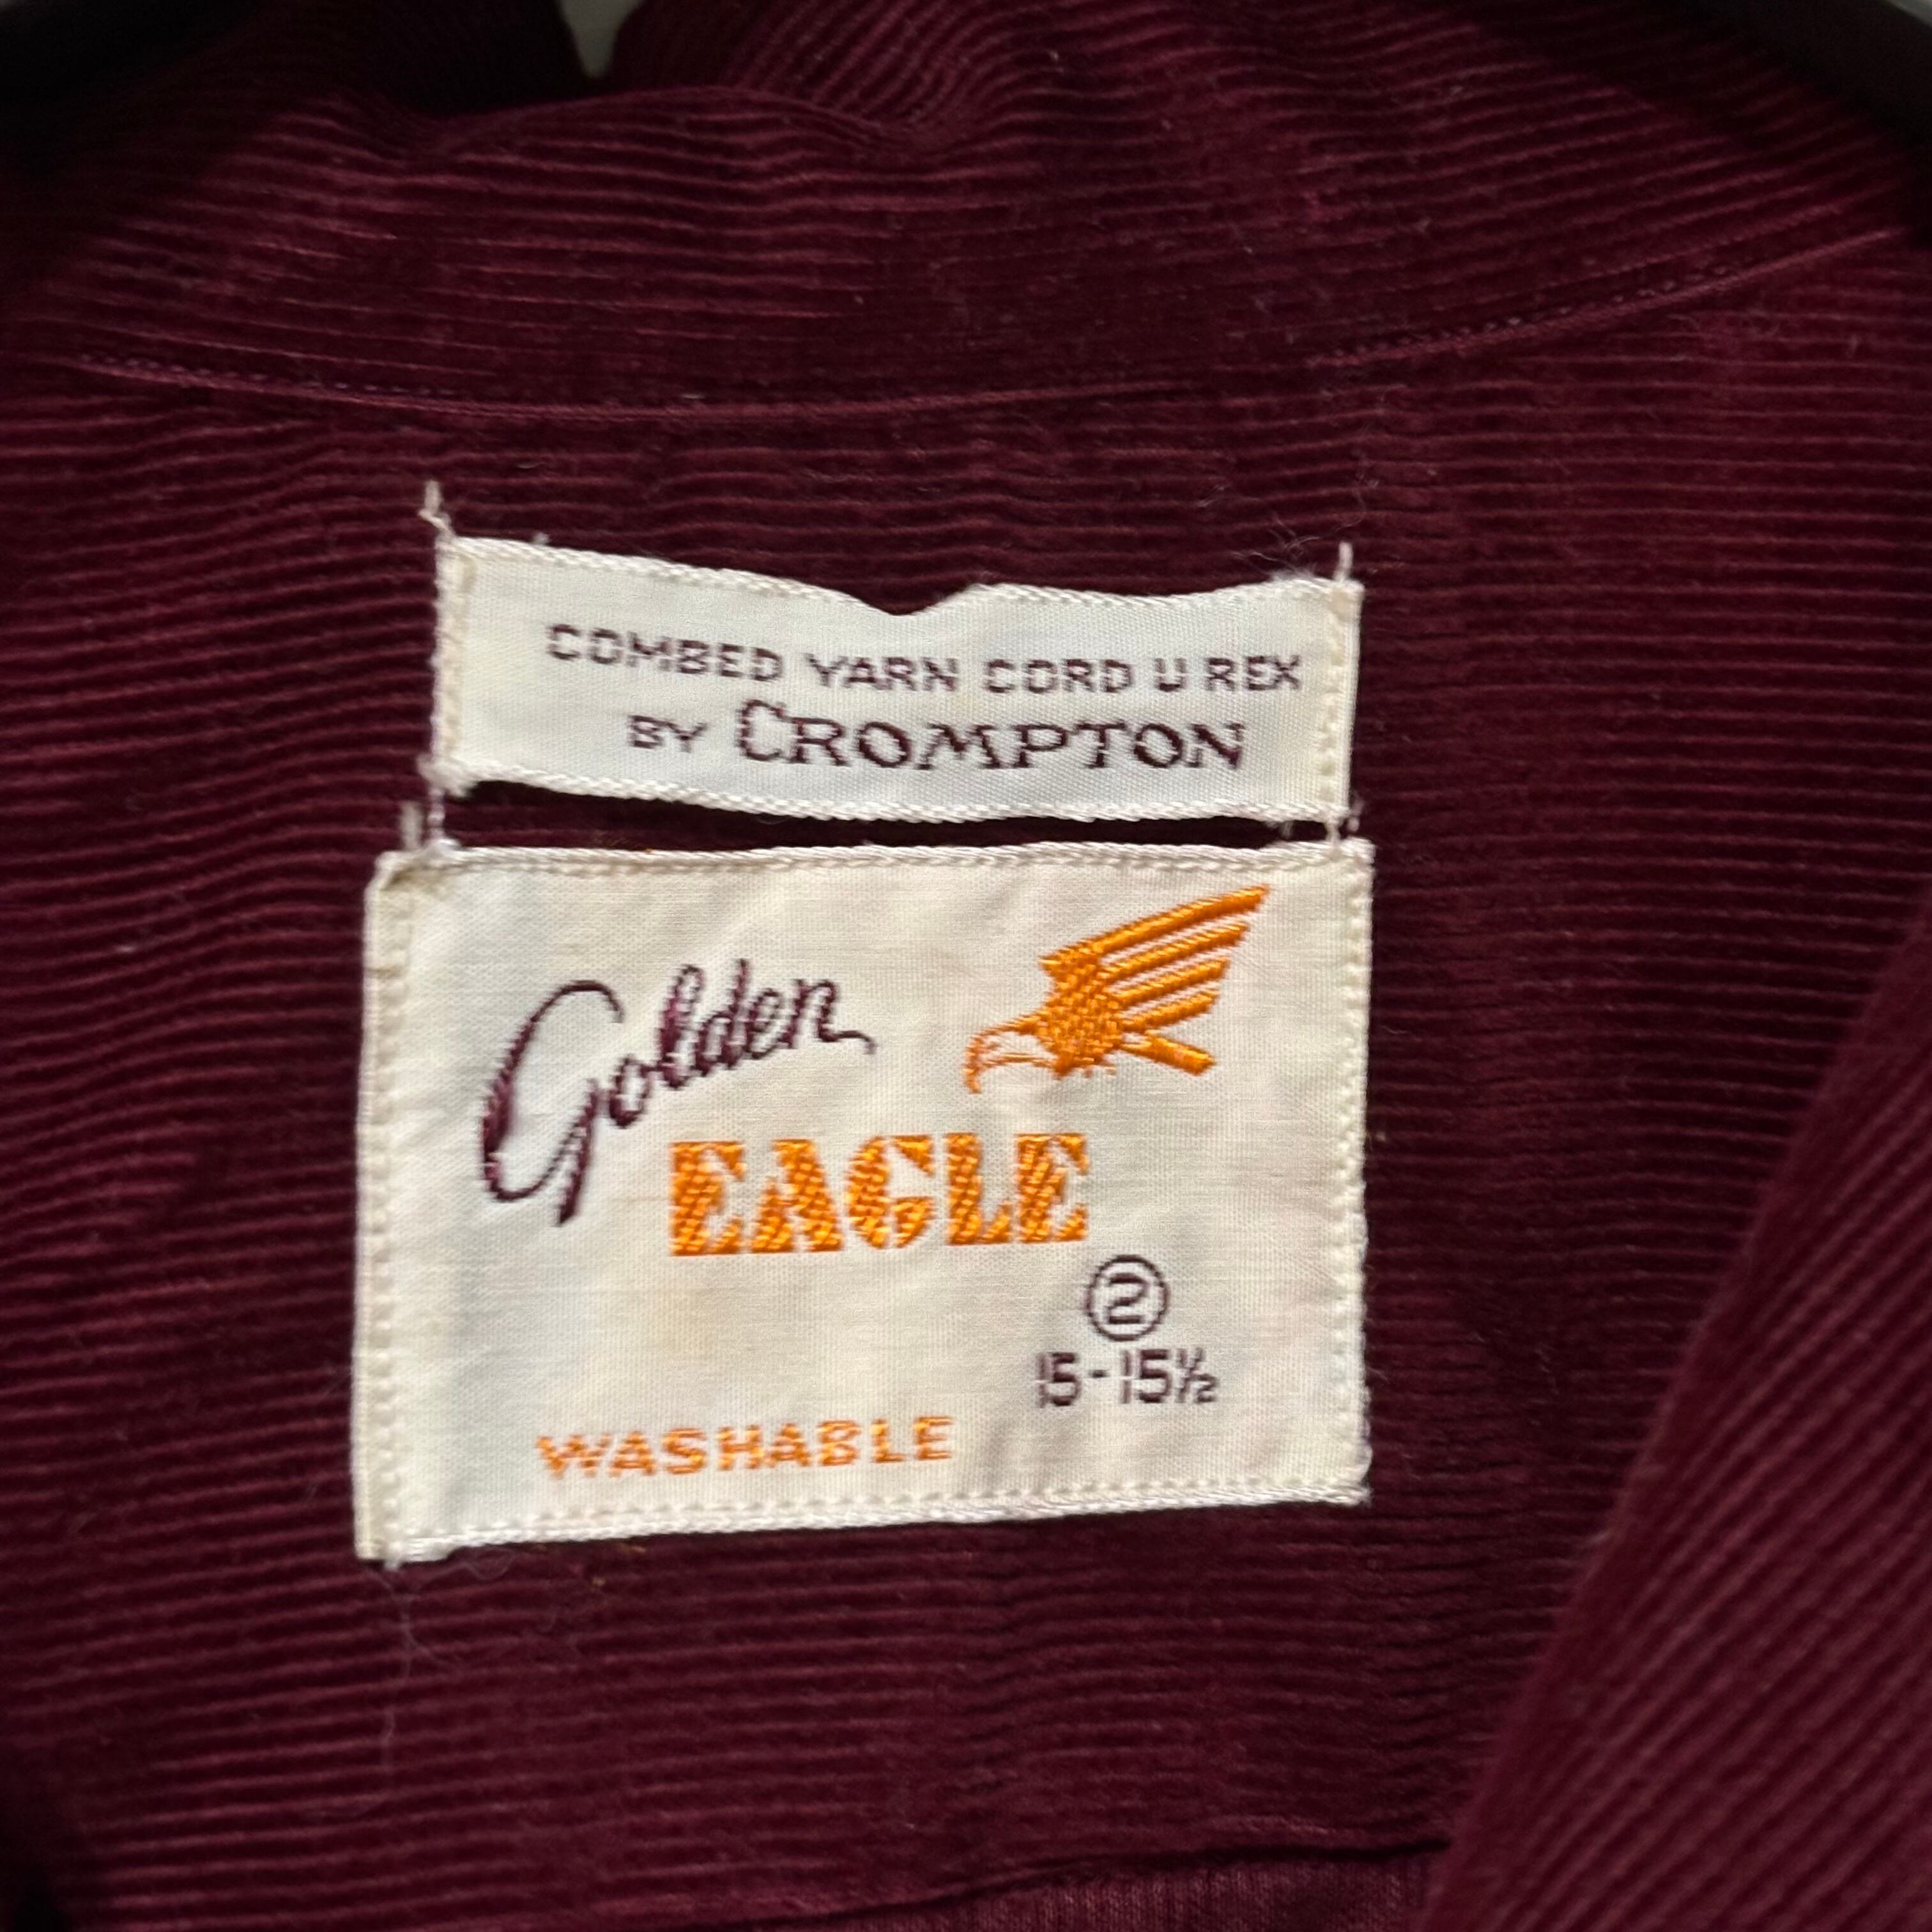 COMBED YARN CORD U REX
BY CROMPTON
Golden
EAGLE
2
15-15½
WASHABLE